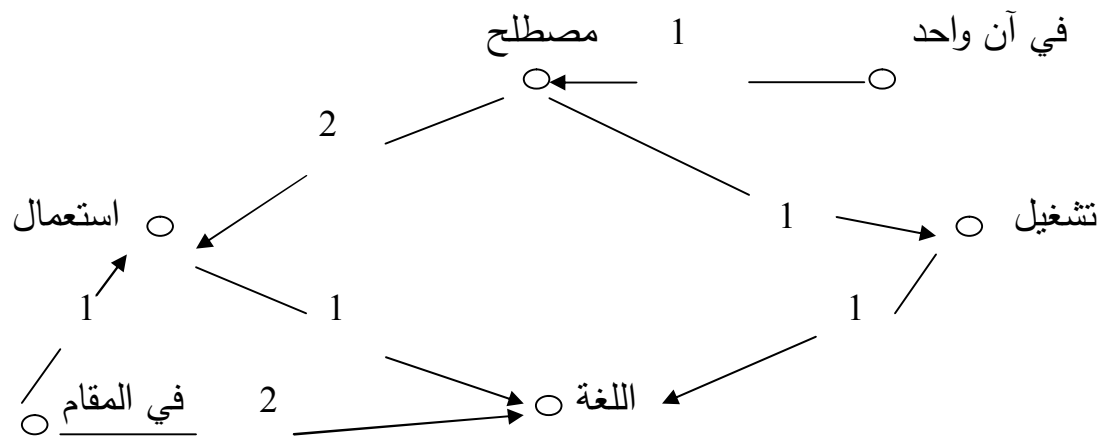 في آن واحد 1 مصطلح
2
تشغيل 1 استعمال
1 1 1
اللغة 2 في المقام